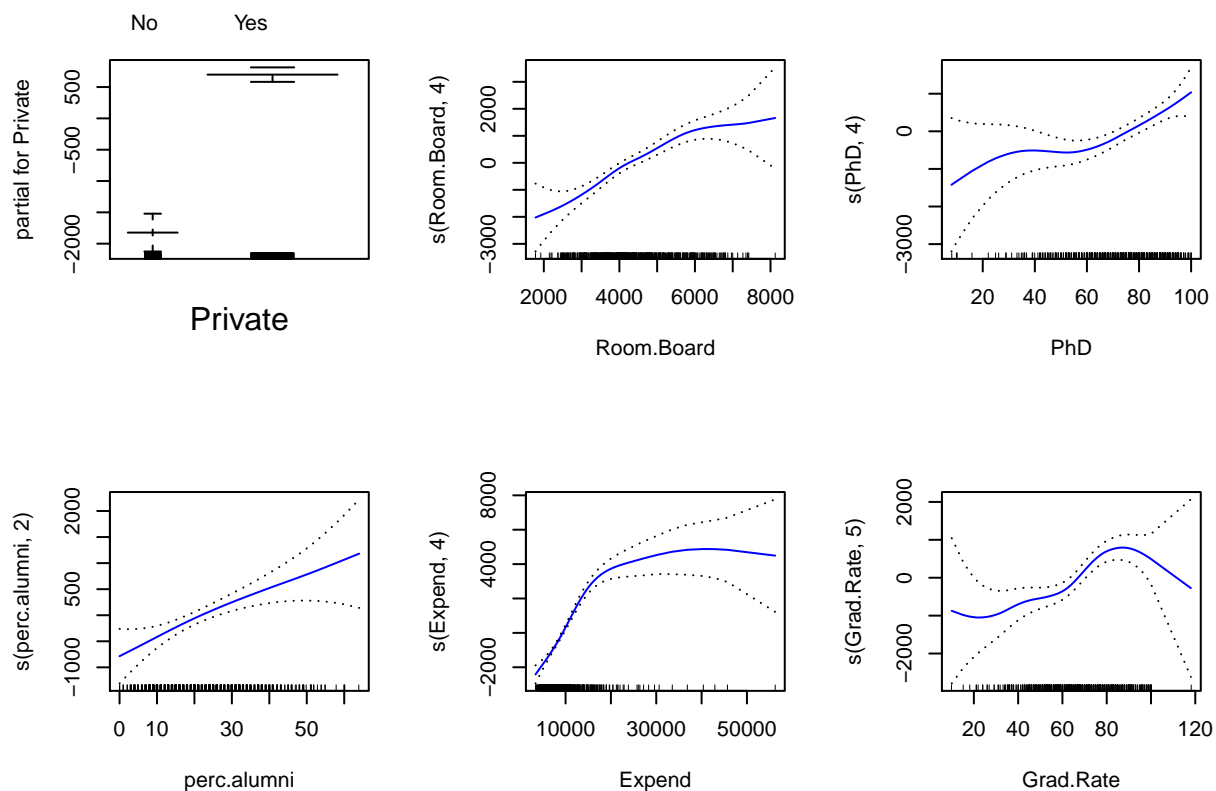 No Yes
partial for Private
500
−500
−2000
Private
s(Room.Board, 4)
2000
0
−3000
2000 4000 6000 8000
Room.Board
s(PhD, 4)
0
−3000
20 40 60 80 100
PhD
s(perc.alumni, 2)
2000
500
−1000
0 10 30 50
perc.alumni
s(Expend, 4)
8000
4000
−2000
10000 30000 50000
Expend
s(Grad.Rate, 5)
2000
0
−2000
20 40 60 80 120
Grad.Rate